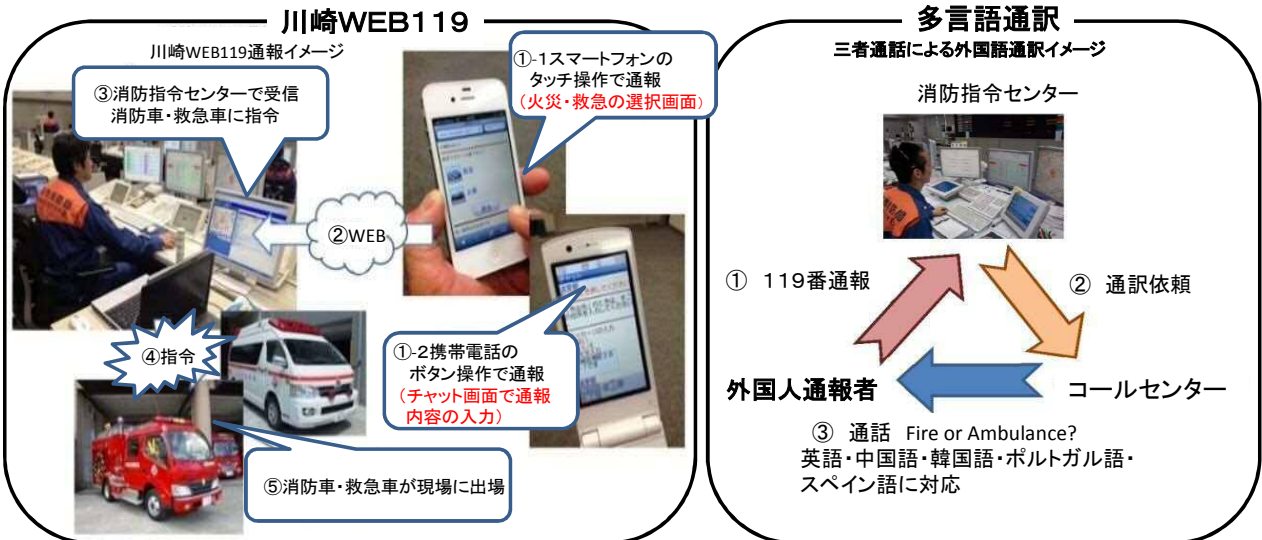 川崎WEB119
川崎WEB119通報イメージ
①-1スマートフォンの
タッチ操作で通報
（火災・救急の選択画面）
③消防指令センターで受信
消防車・救急車に指令
②WEB
④指令
①-2携帯電話の
ボタン操作で通報
（チャット画面で通報
内容の入力）
⑤消防車・救急車が現場に出場
多言語通訳
三者通話による外国語通訳イメージ
消防指令センター
① 119番通報
② 通訳依頼
外国人通報者
コールセンター
③ 通話 Fire or Ambulance?
英語・中国語・韓国語・ポルトガル語・
スペイン語に対応